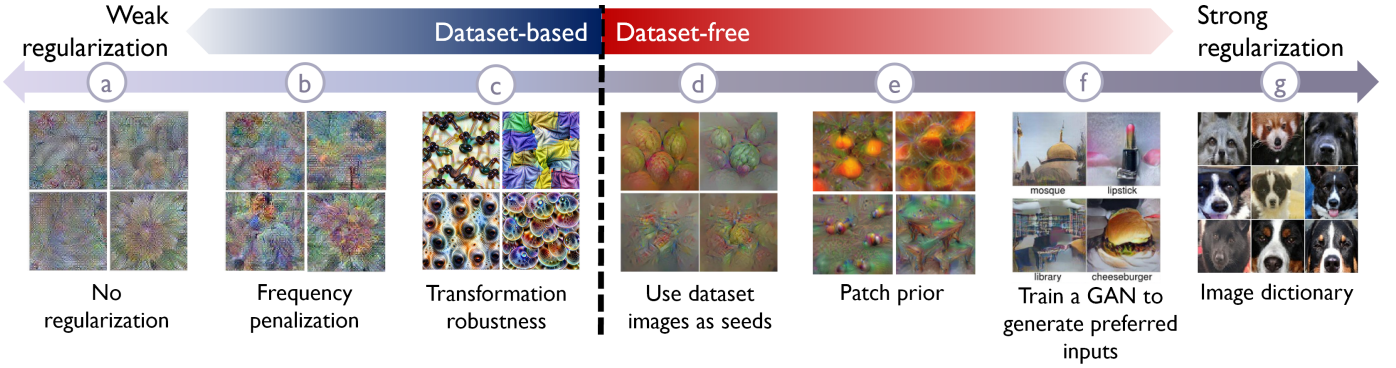 Weak
regularization
Dataset-based
Dataset-free
Strong
regularization
a
b
c
d
e
f
g
mosque
lipstick
library
cheeseburger
No
regularization
Frequency
penalization
Transformation
robustness
Use dataset
images as seeds
Patch prior
Train a GAN to
generate preferred
inputs
Image dictionary